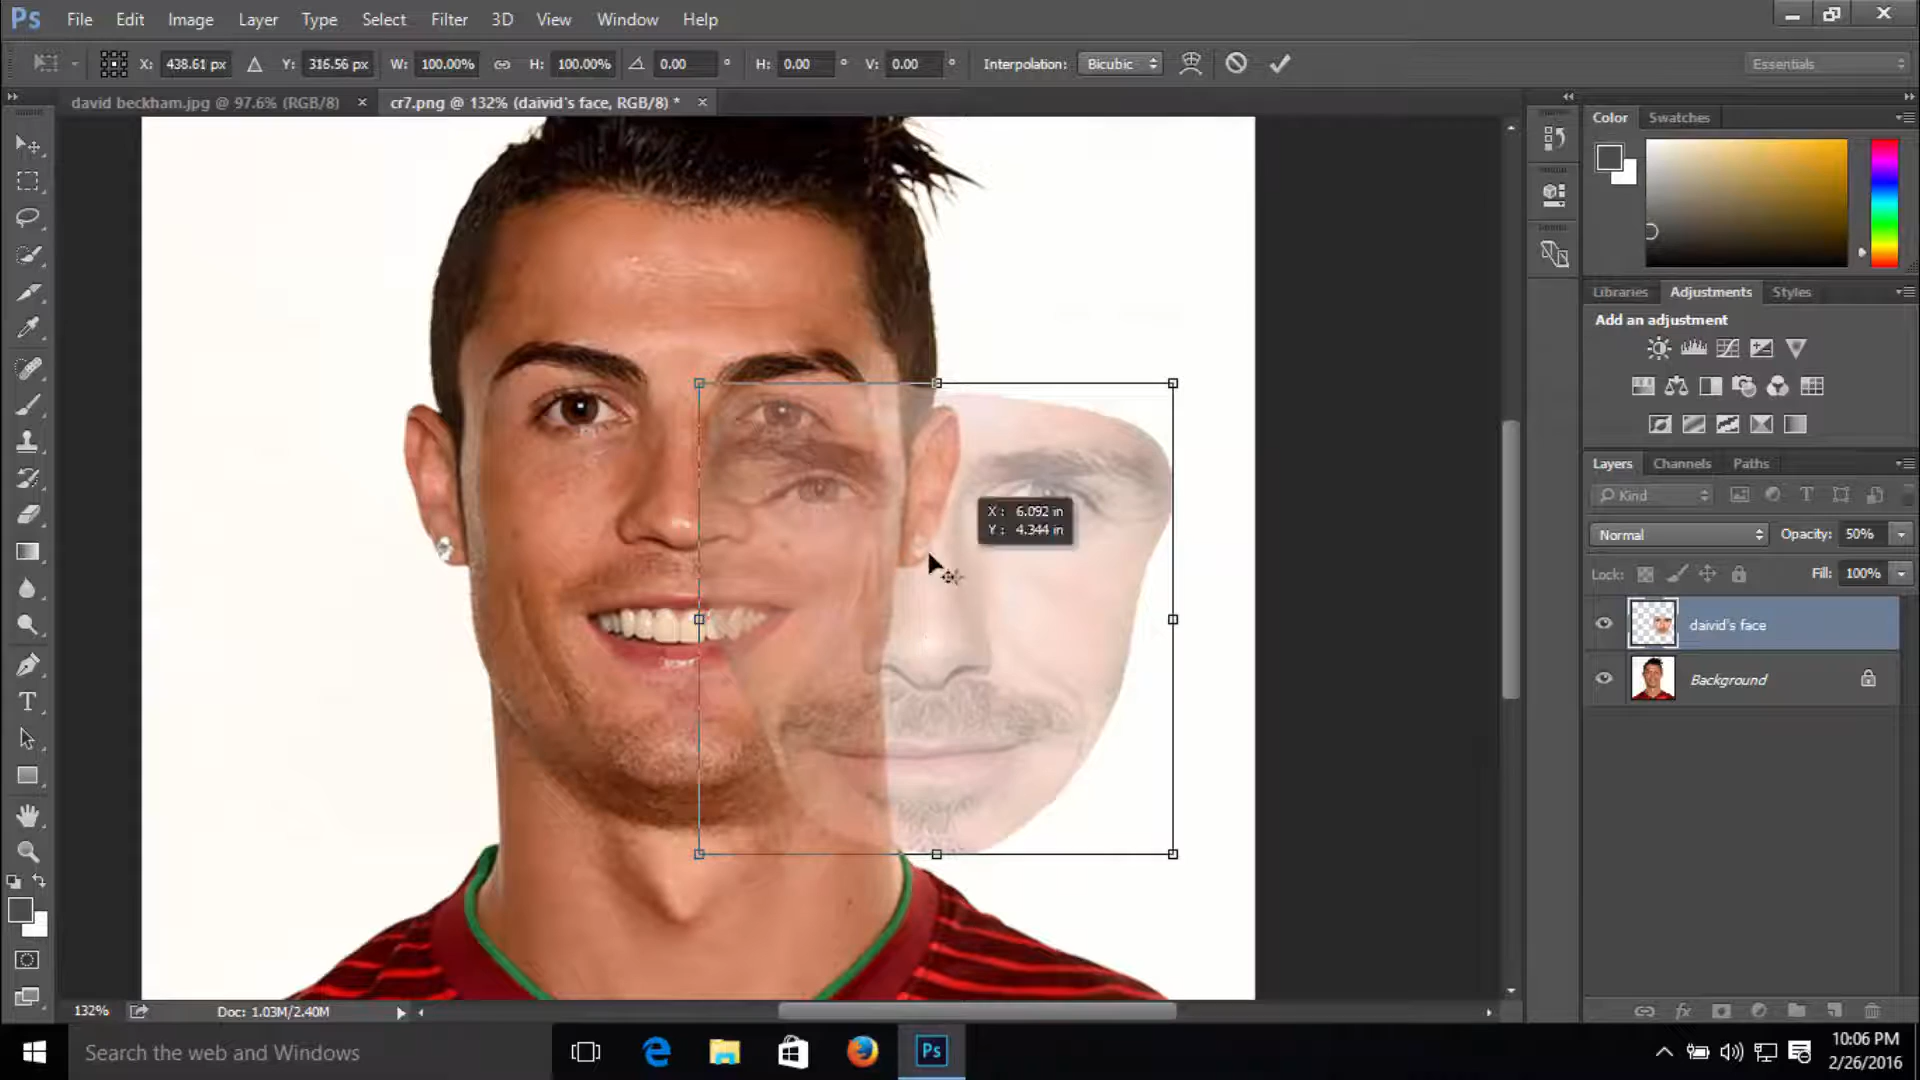 Ps File Edit Image Layer Type Select Filter 3D View Window Help
X: 438.61 px Y: 316.56 px W: 100.00% H: 100.00% 0.00 ° H: 0.00 ° V: 0.00 ° Interpolation: Bicubic Essentials
david beckham.jpg @ 97.6% (RGB/8) × cr7.png @ 132% (daivid's face, RGB/8) * ×
Color Swatches
Libraries Adjustments Styles
Add an adjustment
Layers Channels Paths
Kind
X : 6.092 in
Y : 4.344 in
Normal Opacity: 50%
Lock: Fill: 100%
daivid's face
Background
132% Doc: 1.03M/2.40M
Search the web and Windows
Ps
10:06 PM
2/26/2016